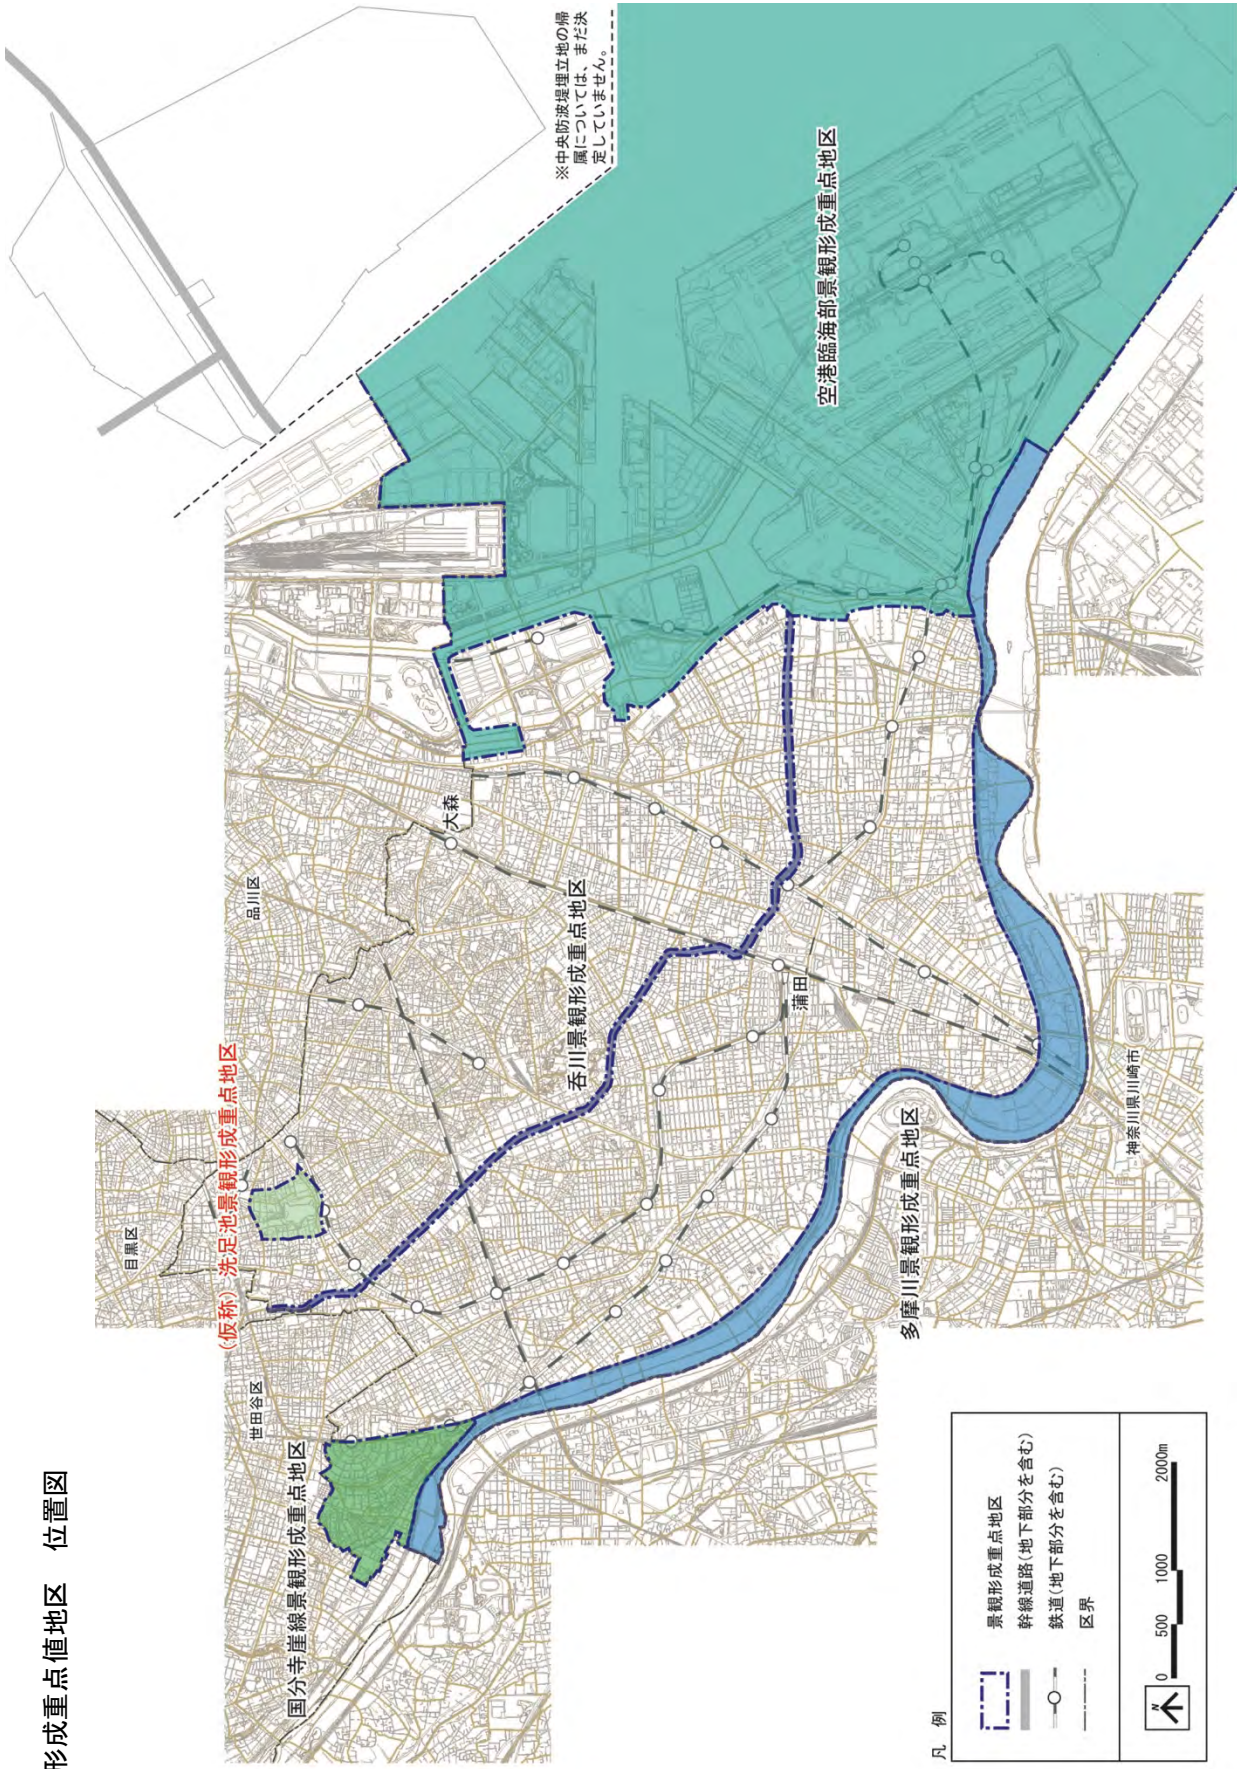 形成重点値地区　位置図
※中央防波堤埋立地の帰
属については、まだ決
定していません。
空港臨海部景観形成重点地区
大森
品川区
呑川景観形成重点地区
蒲田
(仮称) 洗足池景観形成重点地区
目黒区
世田谷区
国分寺崖線景観形成重点地区
多摩川景観形成重点地区
神奈川県川崎市
凡 例
景観形成重点地区
幹線道路(地下部分を含む)
鉄道(地下部分を含む)
区界
N
0 500 1000 2000m